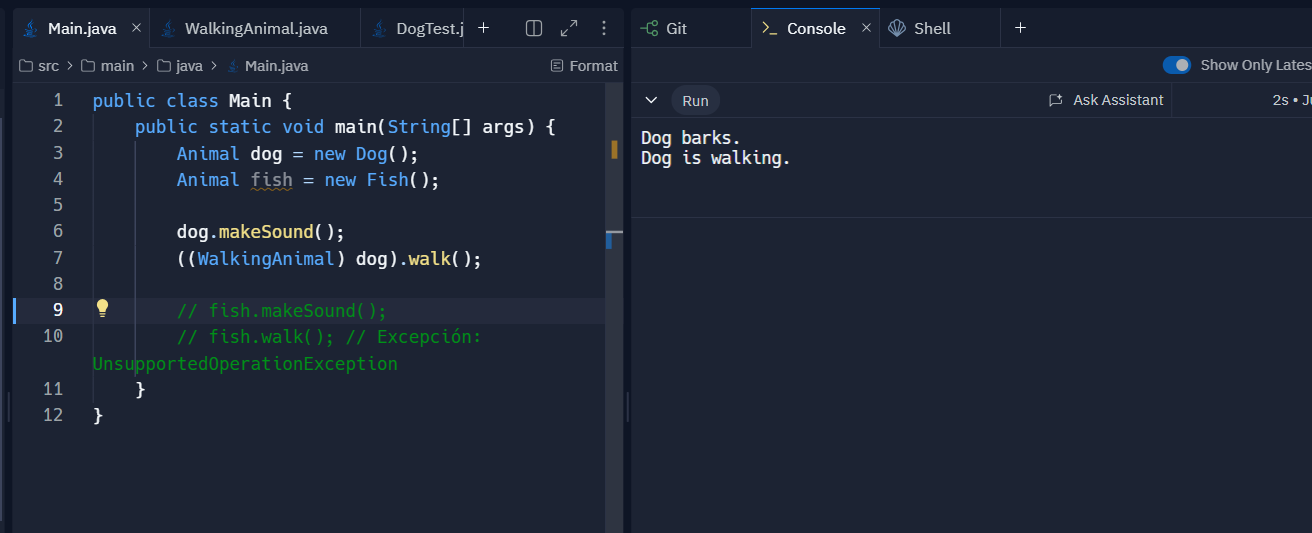 Main.java × WalkingAnimal.java DogTest.j +
src > main > java > Main.java Format
1 public class Main {
2 public static void main(String[] args) {
3 Animal dog = new Dog();
4 Animal fish = new Fish();
5
6 dog.makeSound();
7 ((WalkingAnimal) dog).walk();
8
9 // fish.makeSound();
10 // fish.walk(); // Excepción:
UnsupportedOperationException
11 }
12 }
Git Console × Shell +
Show Only Lates
Run Ask Assistant 2s • Ju
Dog barks.
Dog is walking.